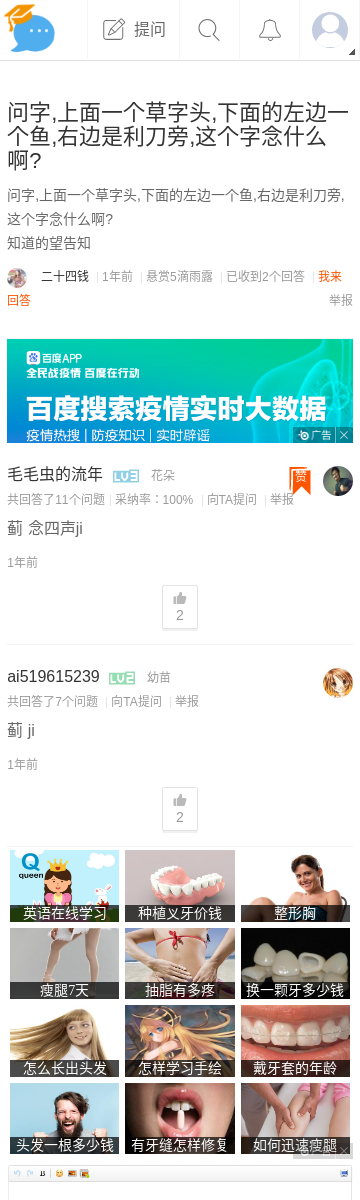 提问
问字,上面一个草字头,下面的左边一
个鱼,右边是利刀旁,这个字念什么
啊?
问字,上面一个草字头,下面的左边一个鱼,右边是利刀旁,
这个字念什么啊?
知道的望告知
二十四钱 1年前 悬赏5滴雨露 已收到2个回答 我来
回答 举报
百度APP
全民战疫情 百度在行动
百度搜索疫情实时大数据
疫情热搜 | 防疫知识 | 实时辟谣
广告
毛毛虫的流年 LV3 花朵
赞
共回答了11个问题 采纳率：100% 向TA提问 举报
蓟 念四声ji
1年前
2
ai519615239 LV2 幼苗
共回答了7个问题 向TA提问 举报
蓟 ji
1年前
2
Q
queen
英语在线学习 种植义牙价钱 整形胸
瘦腿7天 抽脂有多疼 换一颗牙多少钱
怎么长出头发 怎样学习手绘 戴牙套的年龄
头发一根多少钱 有牙缝怎样修复 如何迅速瘦腿
B